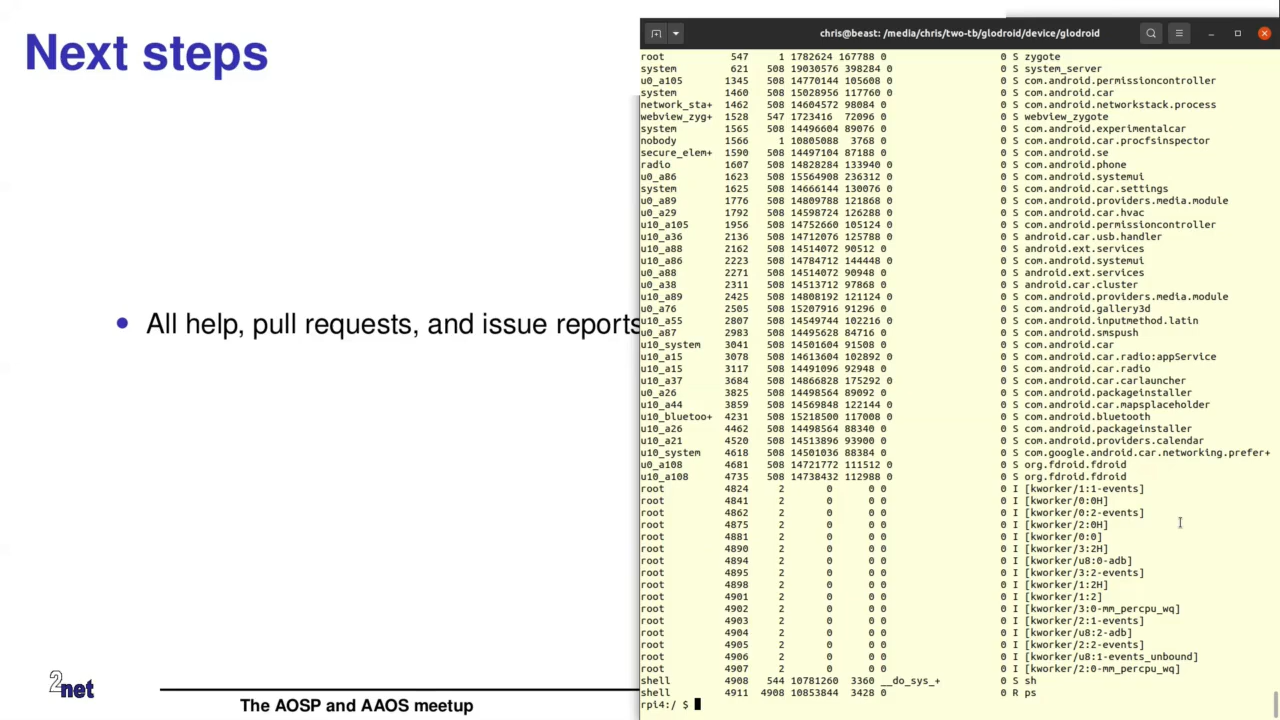 Next steps
• All help, pull requests, and issue reports
2net
The AOSP and AAOS meetup
chris@beast: /media/chris/two-tb/glodroid/device/glodroid
root 547 1 1782624 167788 0 0 S zygote
system 621 508 19030576 398284 0 0 S system_server
u0_a105 1345 508 14770144 105608 0 0 S com.android.permissioncontroller
system 1460 508 15028956 117760 0 0 S com.android.car
network_sta+ 1462 508 14604572 98084 0 0 S com.android.networkstack.process
webview_zyg+ 1528 547 1723416 72096 0 0 S webview_zygote
system 1565 508 14496604 89076 0 0 S com.android.experimentalcar
nobody 1566 1 10805088 3768 0 0 S com.android.car.procfsinspector
secure_elem+ 1590 508 14497104 87188 0 0 S com.android.se
radio 1607 508 14828284 133940 0 0 S com.android.phone
u0_a86 1623 508 15564908 236312 0 0 S com.android.systemui
system 1625 508 14666144 130076 0 0 S com.android.car.settings
u0_a89 1776 508 14809788 121868 0 0 S com.android.providers.media.module
u0_a29 1792 508 14598724 126288 0 0 S com.android.car.hvac
u10_a105 1956 508 14752660 105124 0 0 S com.android.permissioncontroller
u10_a36 2136 508 14712076 125788 0 0 S android.car.usb.handler
u10_a88 2162 508 14514072 90512 0 0 S android.ext.services
u10_a86 2223 508 14784712 144448 0 0 S com.android.systemui
u0_a88 2271 508 14514072 90948 0 0 S android.ext.services
u0_a38 2311 508 14513712 97868 0 0 S android.car.cluster
u10_a89 2425 508 14808192 121124 0 0 S com.android.providers.media.module
u0_a76 2505 508 15207916 91296 0 0 S com.android.gallery3d
u10_a55 2807 508 14549744 102216 0 0 S com.android.inputmethod.latin
u0_a87 2983 508 14495628 84716 0 0 S com.android.smspush
u10_system 3041 508 14501604 91508 0 0 S com.android.car
u10_a15 3078 508 14613604 102892 0 0 S com.android.car.radio:appService
u10_a15 3117 508 14491096 92948 0 0 S com.android.car.radio
u10_a37 3684 508 14866828 175292 0 0 S com.android.car.carlauncher
u0_a26 3825 508 14498564 89092 0 0 S com.android.packageinstaller
u10_a44 3859 508 14569848 122144 0 0 S com.android.car.mapsplaceholder
u10_bluetoo+ 4231 508 15218500 117008 0 0 S com.android.bluetooth
u10_a26 4462 508 14498564 88340 0 0 S com.android.packageinstaller
u10_a21 4520 508 14513896 93900 0 0 S com.android.providers.calendar
u10_system 4618 508 14501036 88384 0 0 S com.google.android.car.networking.prefer+
u0_a108 4681 508 14721772 111512 0 0 S org.fdroid.fdroid
u10_a108 4735 508 14738432 112988 0 0 S org.fdroid.fdroid
root 4824 2 0 0 0 0 I [kworker/1:1-events]
root 4841 2 0 0 0 0 I [kworker/0:0H]
root 4862 2 0 0 0 0 I [kworker/0:2-events]
root 4875 2 0 0 0 0 I [kworker/2:0H]
root 4881 2 0 0 0 0 I [kworker/0:0]
root 4890 2 0 0 0 0 I [kworker/3:2H]
root 4894 2 0 0 0 0 I [kworker/u8:0-adb]
root 4895 2 0 0 0 0 I [kworker/3:2-events]
root 4898 2 0 0 0 0 I [kworker/1:2H]
root 4901 2 0 0 0 0 I [kworker/1:2]
root 4902 2 0 0 0 0 I [kworker/3:0-mm_percpu_wq]
root 4903 2 0 0 0 0 I [kworker/2:1-events]
root 4904 2 0 0 0 0 I [kworker/u8:2-adb]
root 4905 2 0 0 0 0 I [kworker/2:2-events]
root 4906 2 0 0 0 0 I [kworker/u8:1-events_unbound]
root 4907 2 0 0 0 0 I [kworker/2:0-mm_percpu_wq]
shell 4908 544 10781260 3360 __do_sys_+ 0 S sh
shell 4911 4908 10853844 3428 0 0 R ps
rpi4:/ $